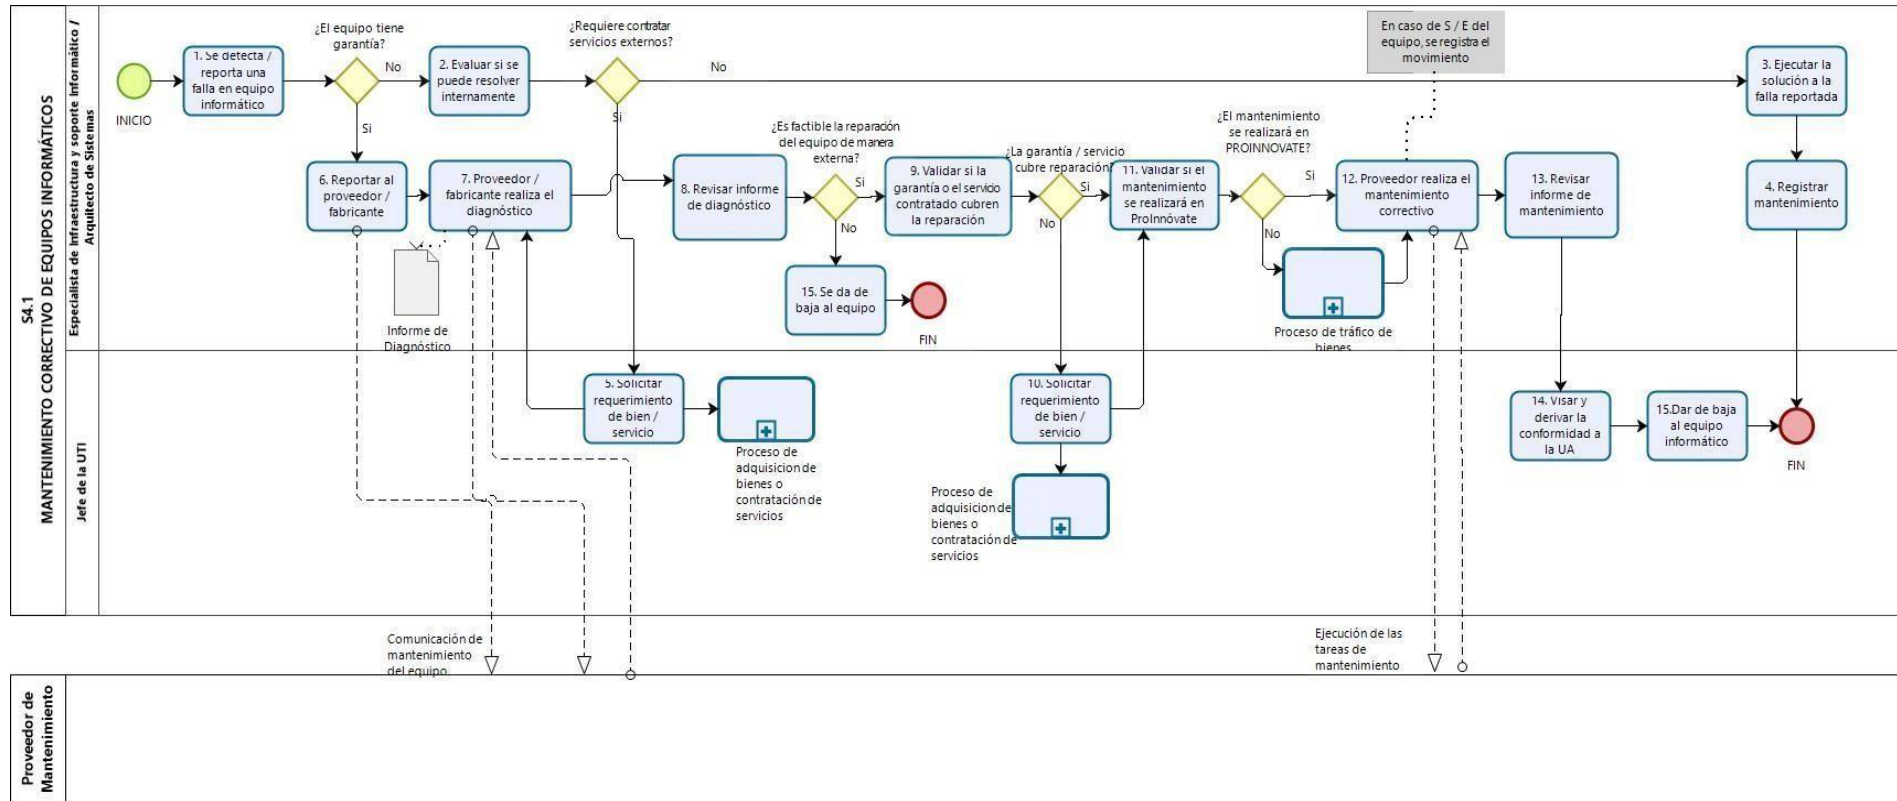 S4.1
MANTENIMIENTO CORRECTIVO DE EQUIPOS INFORMÁTICOS
Especialista de Infraestructura y soporte Informático /
Arquitecto de Sistemas
INICIO
1. Se detecta /
reporta una
falla en equipo
informático
¿El equipo tiene
garantía?
No
Si
2. Evaluar si se
puede resolver
internamente
¿Requiere contratar
servicios externos?
No
Si
En caso de S / E del
equipo, se registra el
movimiento
3. Ejecutar la
solución a la
falla reportada
4. Registrar
mantenimiento
6. Reportar al
proveedor /
fabricante
7. Proveedor /
fabricante realiza el
diagnóstico
Informe de
Diagnóstico
8. Revisar informe
de diagnóstico
¿Es factible la reparación
del equipo de manera
externa?
Si
No
15. Se da de
baja al equipo
FIN
9. Validar si la
garantía o el servicio
contratado cubren
la reparación
¿La garantía / servicio
cubre reparación?
Si
No
11. Validar si el
mantenimiento
se realizará en
ProInnóvate
¿El mantenimiento
se realizará en
PROINNOVATE?
Si
No
Proceso de tráfico de
bienes
12. Proveedor realiza el
mantenimiento
correctivo
13. Revisar
informe de
mantenimiento
Jefe de la UTI
5. Solicitar
requerimiento
de bien /
servicio
Proceso de
adquisicion de
bienes o
contratación de
servicios
10. Solicitar
requerimiento
de bien /
servicio
Proceso de
adquisicion de
bienes o
contratación de
servicios
14. Visar y
derivar la
conformidad a
la UA
15.Dar de baja
al equipo
informático
FIN
Comunicación de
mantenimiento
del equipo
Ejecución de las
tareas de
mantenimiento
Proveedor de
Mantenimiento